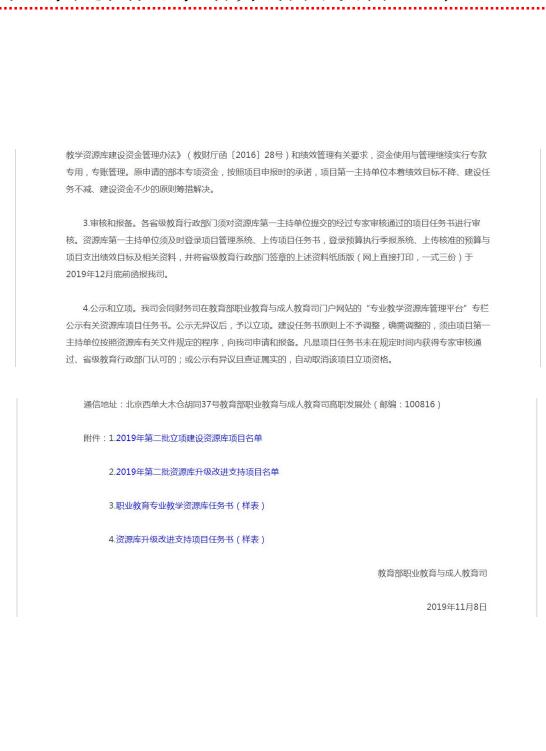 教学资源库建设资金管理办法》（教财厅函〔2016〕28号）和绩效管理有关要求，资金使用与管理继续实行专款
专用，专账管理。原申请的部本专项资金，按照项目申报时的承诺，项目第一主持单位本着绩效目标不降、建设任
务不减、建设资金不少的原则筹措解决。
3.审核和报备。各省级教育行政部门须对资源库第一主持单位提交的经过专家审核通过的项目任务书进行审
核。资源库第一主持单位须及时登录项目管理系统、上传项目任务书，登录预算执行季报系统、上传核准的预算与
项目支出绩效目标及相关资料，并将省级教育行政部门签章的上述资料纸质版（网上直接打印，一式三份）于
2019年12月底前函报我司。
4.公示和立项。我司会同财务司在教育部职业教育与成人教育司门户网站的“专业教学资源库管理平台”专栏
公示有关资源库项目任务书。公示无异议后，予以立项。建设任务书原则上不予调整，确需调整的，须由项目第一
主持单位按照资源库有关文件规定的程序，向我司申请和报备。凡是项目任务书未在规定时间内获得专家审核通
过、省级教育行政部门认可的；或公示有异议且查证属实的，自动取消该项目立项资格。
通信地址：北京西单大木仓胡同37号教育部职业教育与成人教育司高职发展处（邮编：100816）
附件：1.2019年第二批立项建设资源库项目名单
2.2019年第二批资源库升级改进支持项目名单
3.职业教育专业教学资源库任务书（样表）
4.资源库升级改进支持项目任务书（样表）
教育部职业教育与成人教育司
2019年11月8日